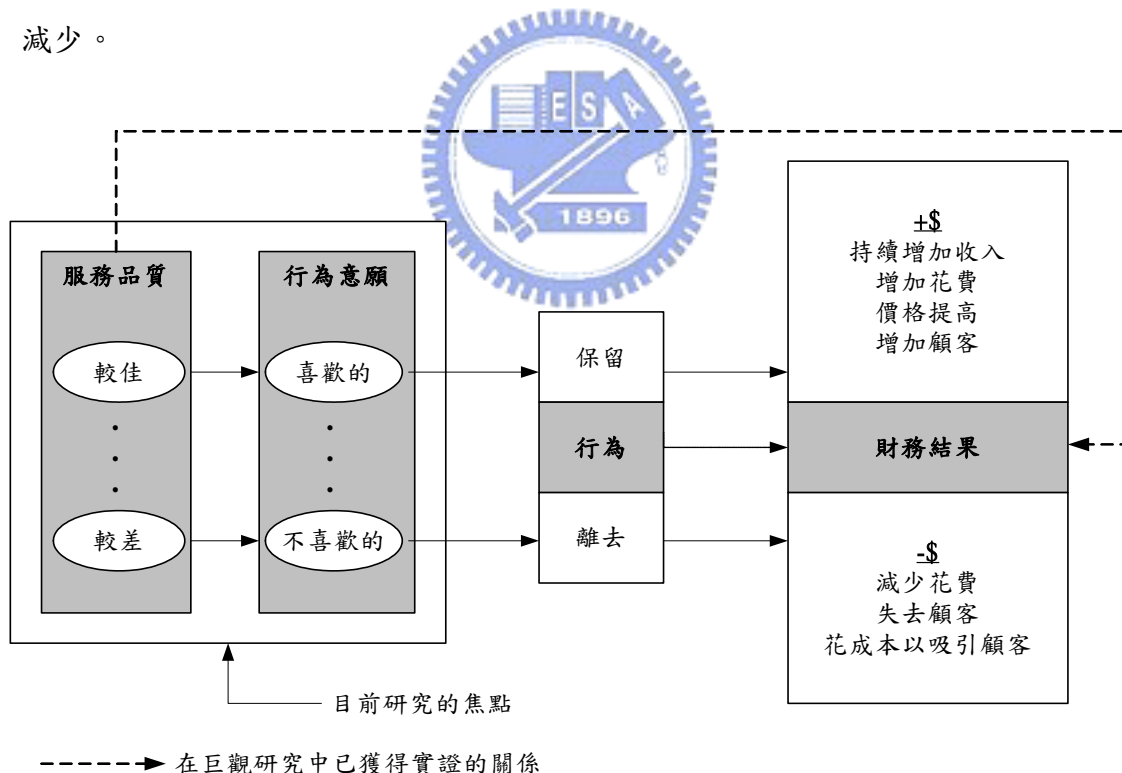 減少。
E S A
1896
服務品質
行為意願
較佳
喜歡的
較差
不喜歡的
保留
行為
離去
+$
持續增加收入
增加花費
價格提高
增加顧客
財務結果
-$
減少花費
失去顧客
花成本以吸引顧客
目前研究的焦點
在巨觀研究中已獲得實證的關係